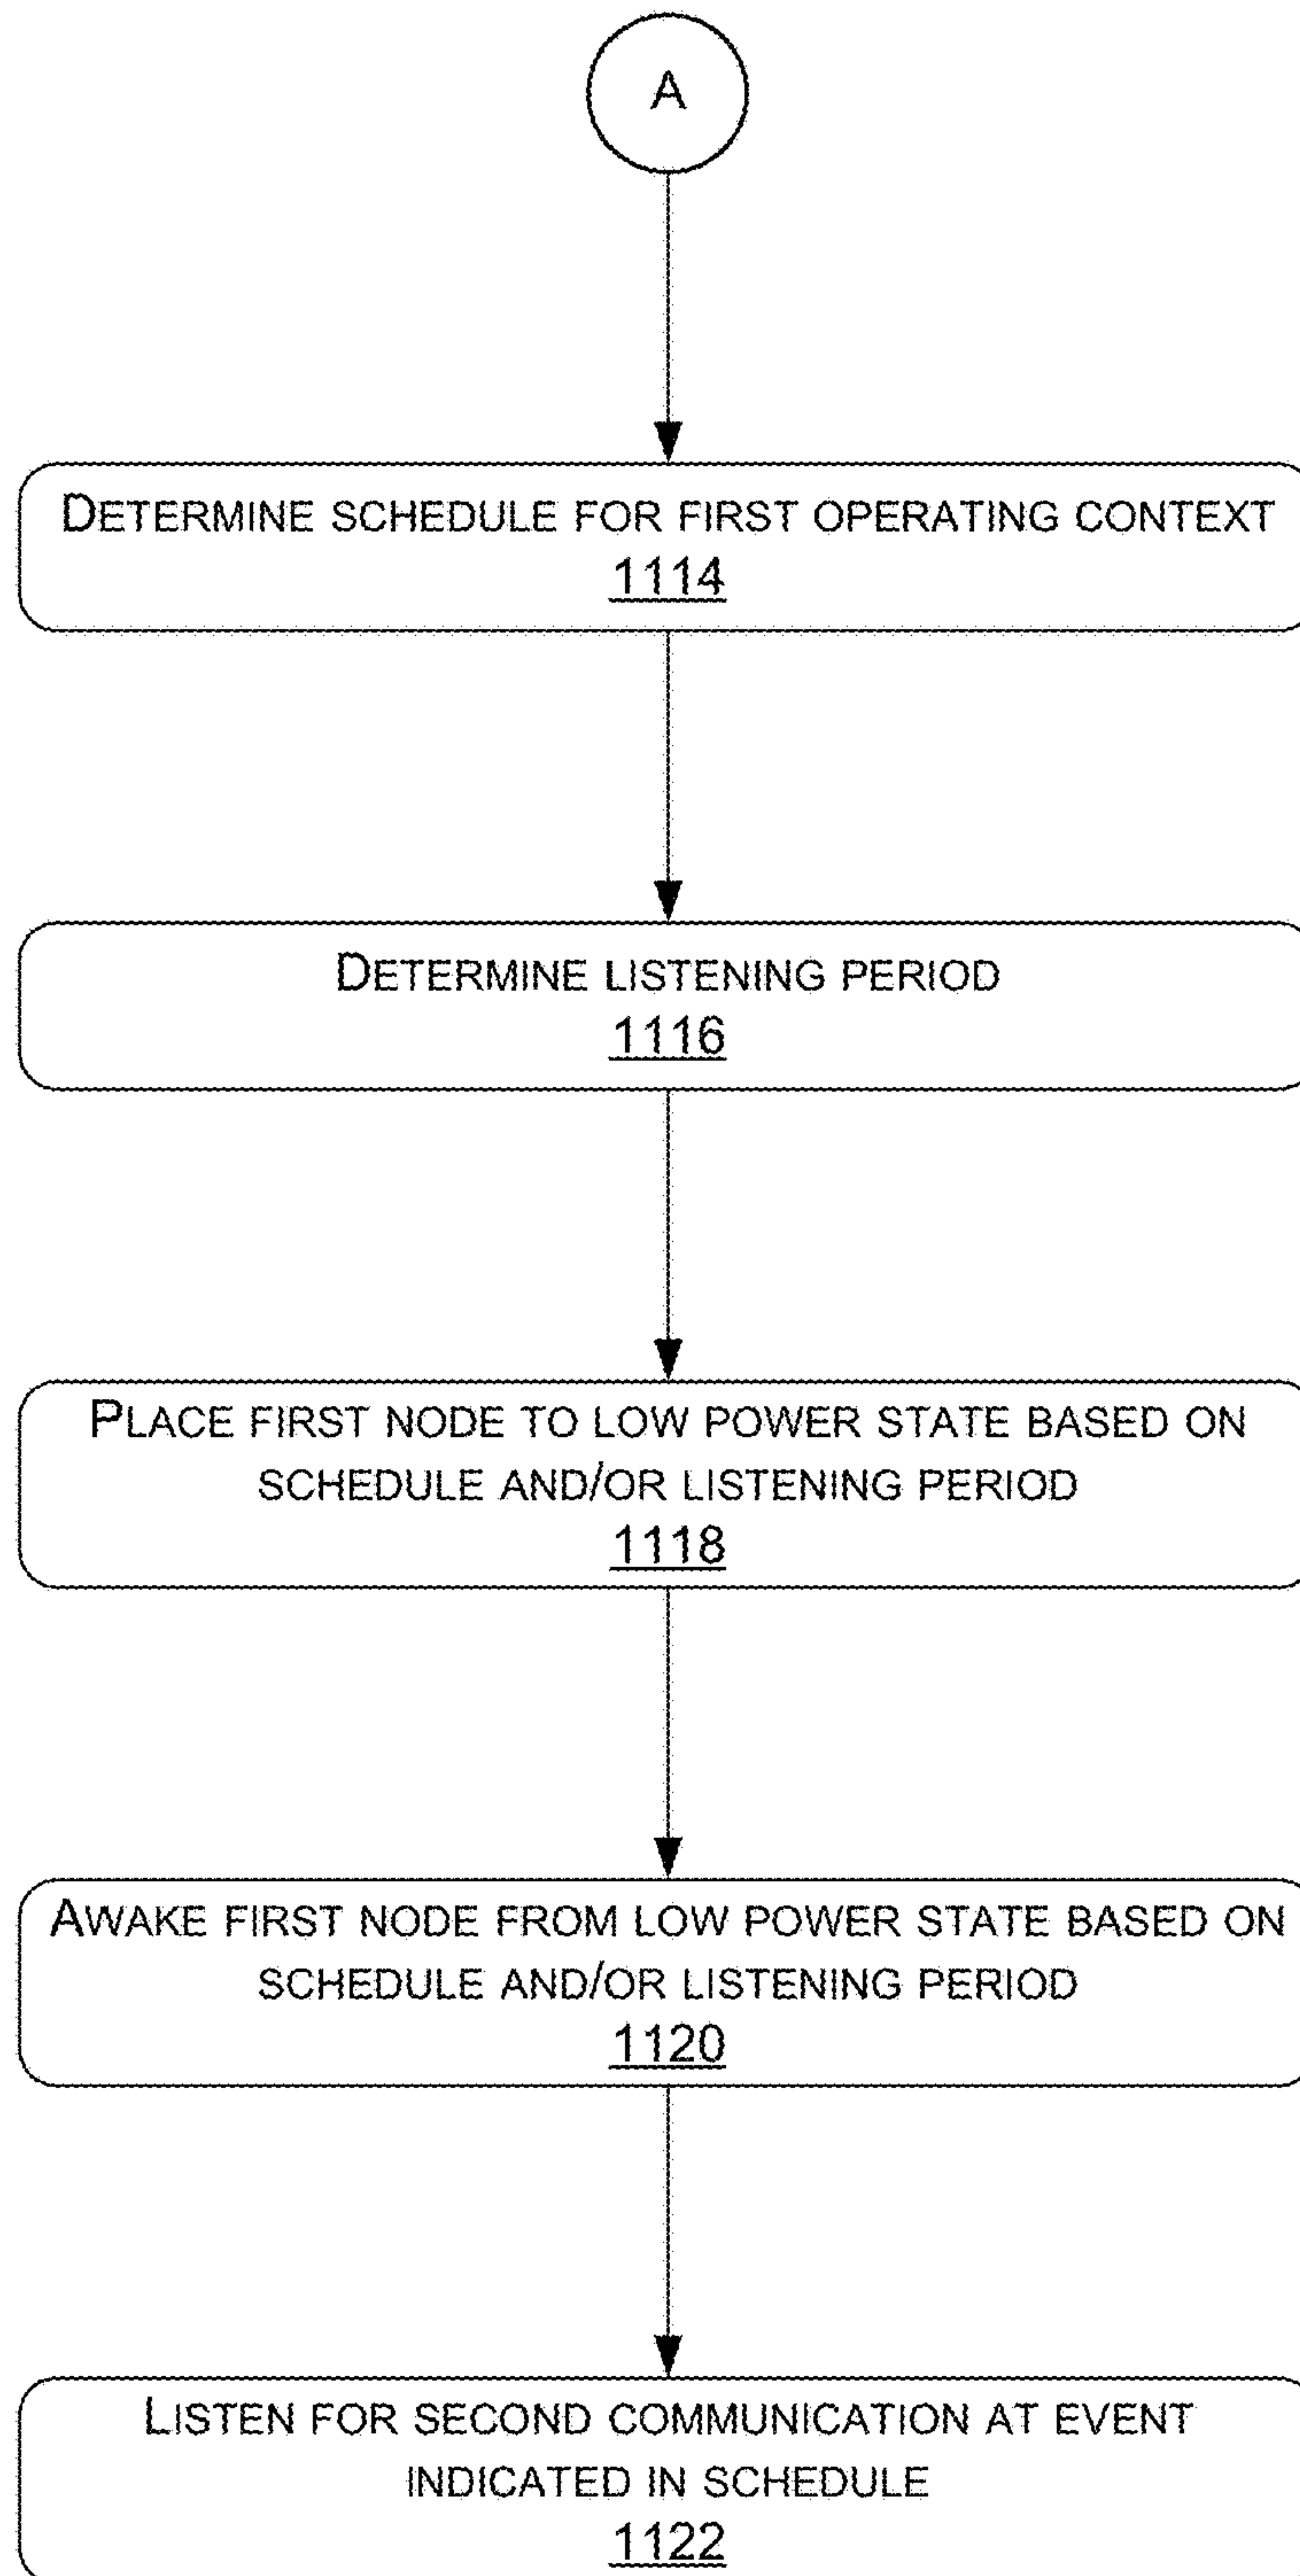 A
DETERMINE SCHEDULE FOR FIRST OPERATING CONTEXT
1114
DETERMINE LISTENING PERIOD
1116
PLACE FIRST NODE TO LOW POWER STATE BASED ON
SCHEDULE AND/OR LISTENING PERIOD
1118
AWAKE FIRST NODE FROM LOW POWER STATE BASED ON
SCHEDULE AND/OR LISTENING PERIOD
1120
LISTEN FOR SECOND COMMUNICATION AT EVENT
INDICATED IN SCHEDULE
1122